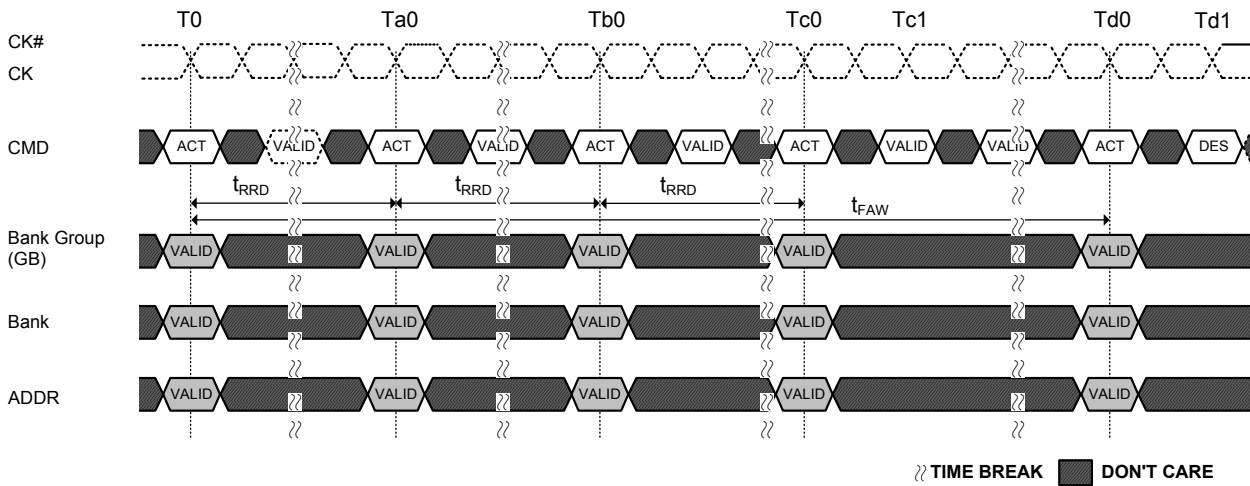 T0 Ta0 Tb0 Tc0 Tc1 Td0 Td1
CK#
CK
CMD ACT VALID ACT VALID ACT VALID ACT VALID VALID ACT DES
tRRD tRRD tRRD
tFAW
Bank Group
(GB)
VALID VALID VALID VALID VALID
Bank VALID VALID VALID VALID VALID
ADDR VALID VALID VALID VALID VALID
TIME BREAK DON'T CARE